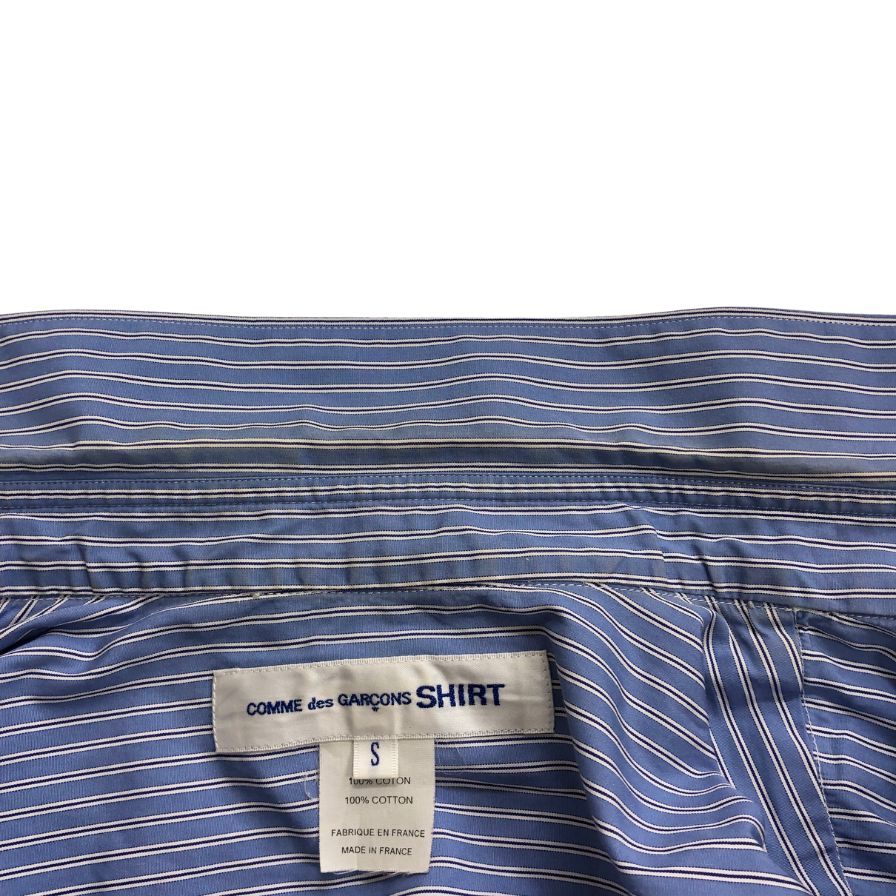 COMME des GARÇONS SHIRT
S
100% COTON
100% COTTON
FABRIQUE EN FRANCE
MADE IN FRANCE